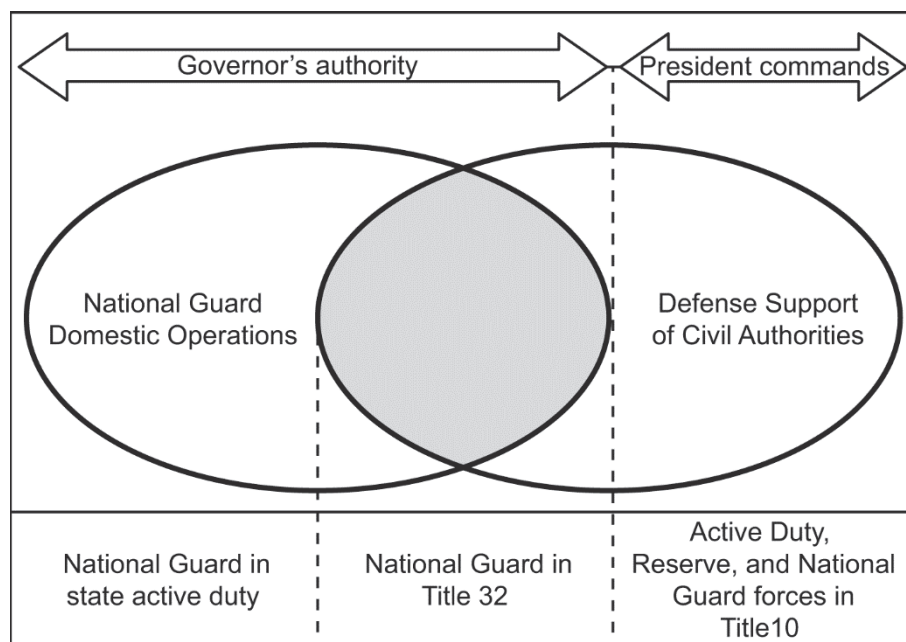 Governor's authority
President commands
National Guard
Domestic Operations
Defense Support
of Civil Authorities
National Guard in
state active duty
National Guard in
Title 32
Active Duty,
Reserve, and National
Guard forces in
Title10